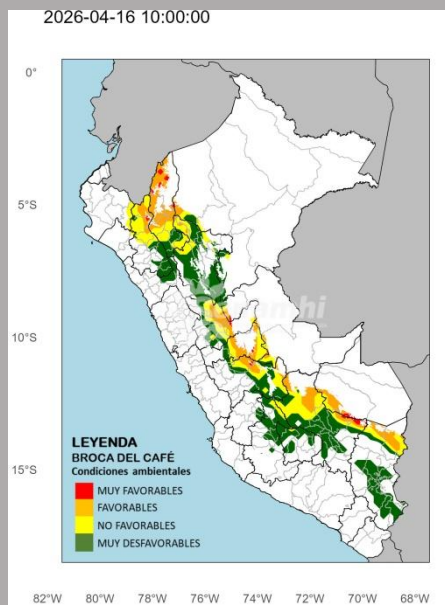 2026-04-16 10:00:00
0°
5°S
10°S
15°S
senamhi
LEYENDA
BROCA DEL CAFÉ
Condiciones ambientales
MUY FAVORABLES
FAVORABLES
NO FAVORABLES
MUY DESFAVORABLES
82°W 80°W 78°W 76°W 74°W 72°W 70°W 68°W